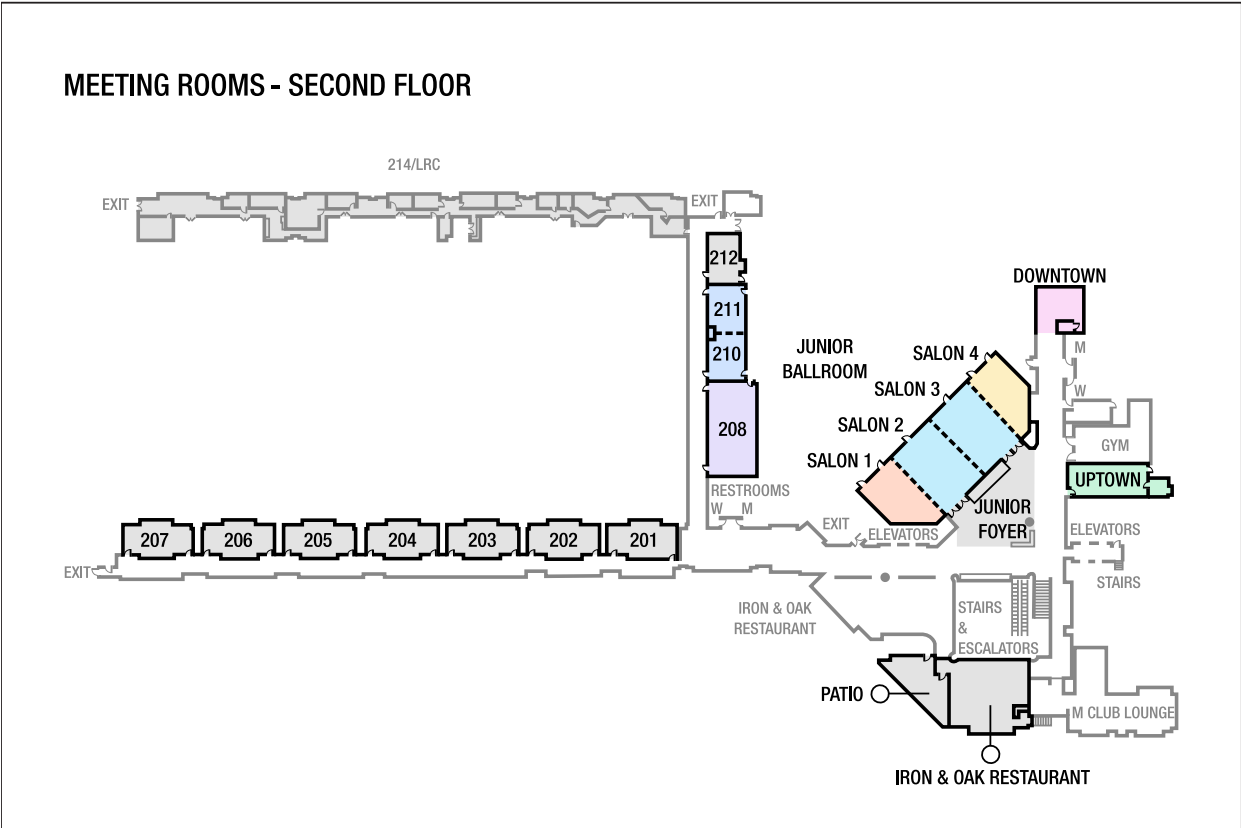 MEETING ROOMS - SECOND FLOOR
214/LRC
EXIT
EXIT
212
211
210
208
DOWNTOWN
M
W
JUNIOR
BALLROOM
SALON 4
SALON 3
SALON 2
SALON 1
GYM
UPTOWN
RESTROOMS
W M
JUNIOR
FOYER
EXIT
ELEVATORS
ELEVATORS
STAIRS
207
206
205
204
203
202
201
EXIT
IRON & OAK
RESTAURANT
STAIRS
&
ESCALATORS
PATIO
M CLUB LOUNGE
IRON & OAK RESTAURANT